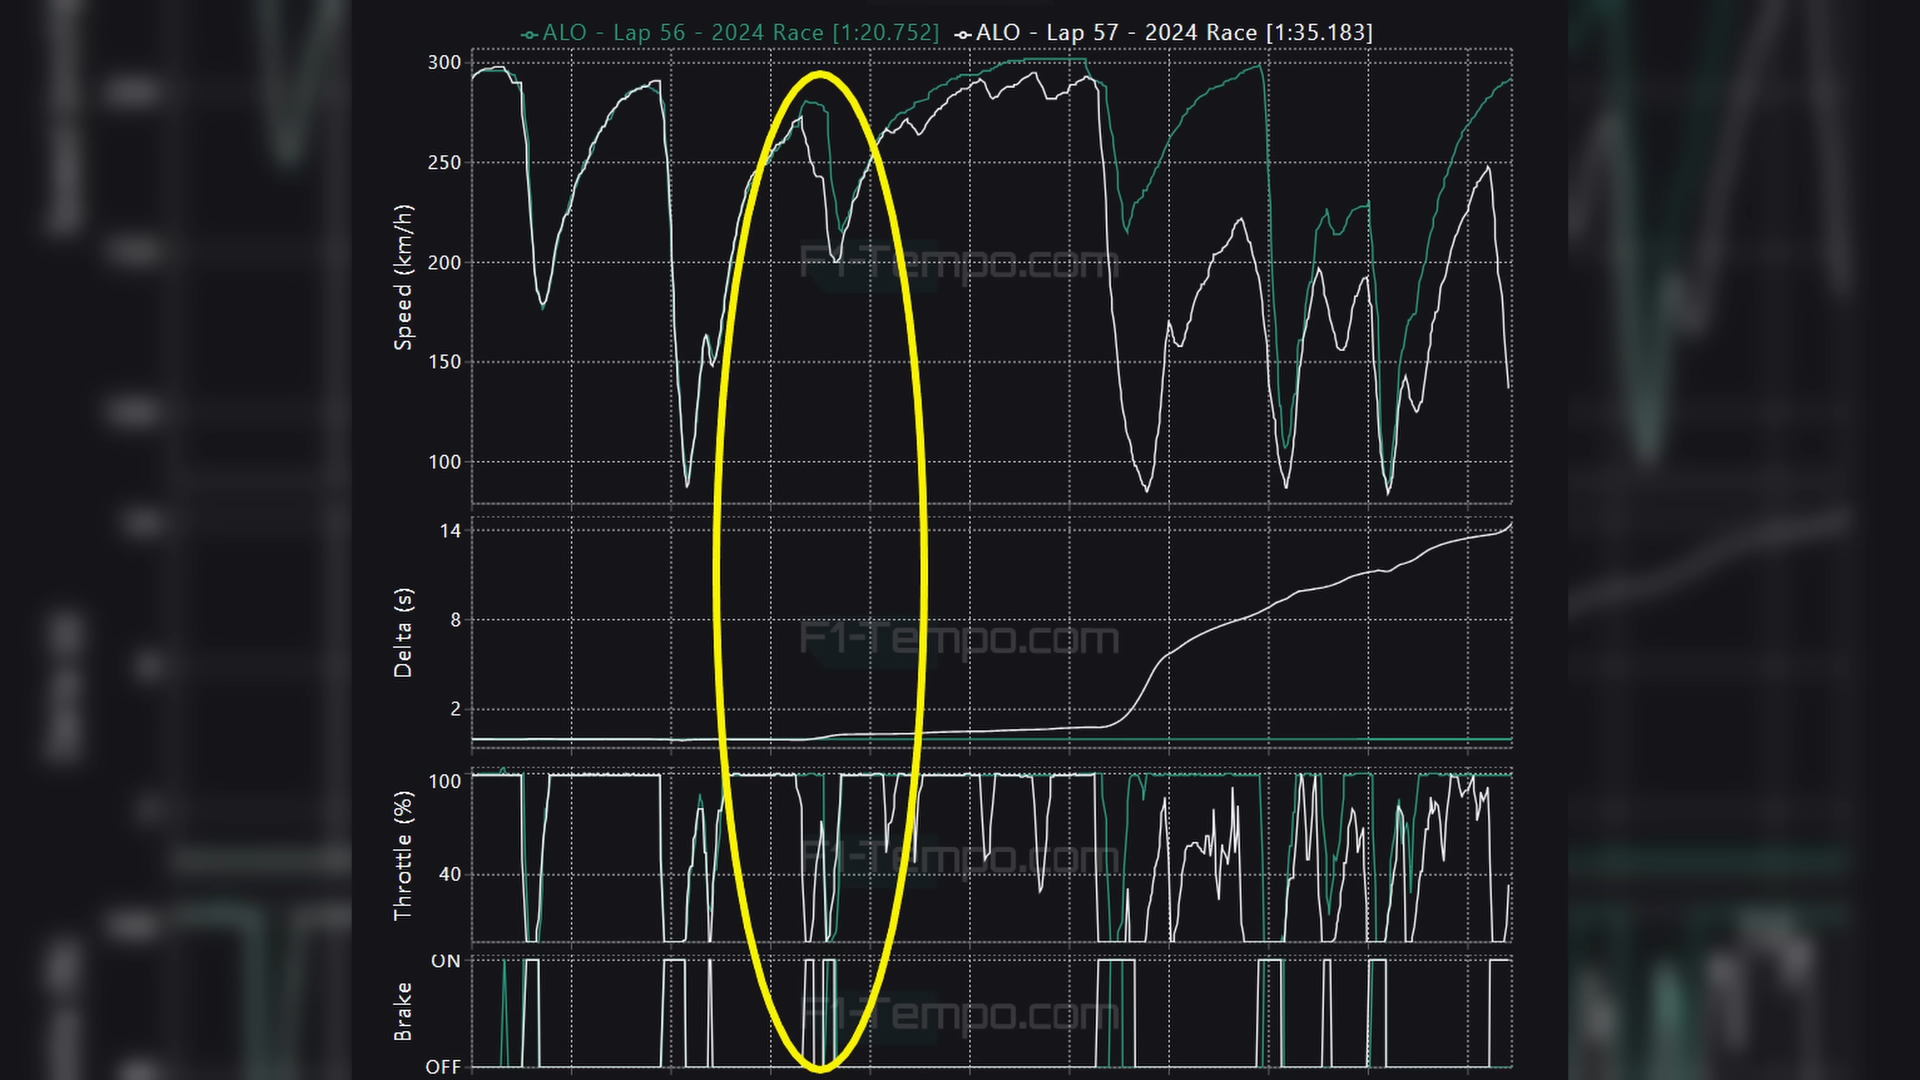 ALO - Lap 56 - 2024 Race [1:20.752] ALO - Lap 57 - 2024 Race [1:35.183]
300
250
200
150
100
Speed (km/h)
F1-Tempo.com
14
8
2
Delta (s)
F1-Tempo.com
100
40
Throttle (%)
F1-Tempo.com
ON
OFF
Brake
F1-Tempo.com